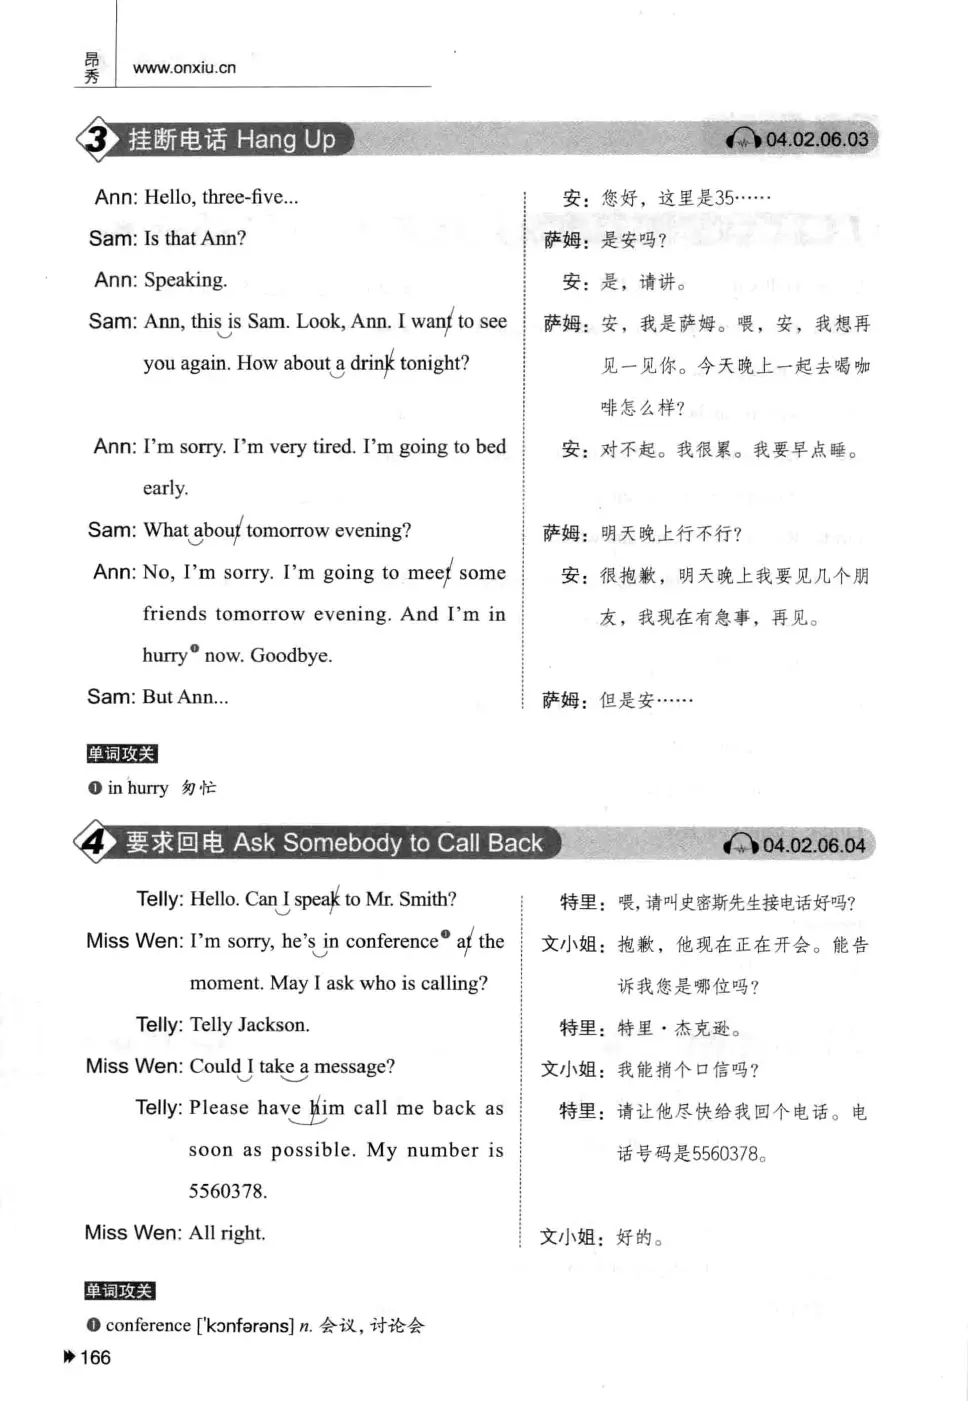 昂秀
www.onxiu.cn
3 挂断电话 Hang Up 04.02.06.03
Ann: Hello, three-five...
Sam: Is that Ann?
Ann: Speaking.
Sam: Ann, this is Sam. Look, Ann. I want to see
you again. How about a drink tonight?
Ann: I'm sorry. I'm very tired. I'm going to bed
early.
Sam: What about tomorrow evening?
Ann: No, I'm sorry. I'm going to meet some
friends tomorrow evening. And I'm in
hurry❶ now. Goodbye.
Sam: But Ann...
安：您好，这里是35……
萨姆：是安吗？
安：是，请讲。
萨姆：安，我是萨姆。喂，安，我想再
见一见你。今天晚上一起去喝咖
啡怎么样？
安：对不起。我很累。我要早点睡。
萨姆：明天晚上行不行？
安：很抱歉，明天晚上我要见几个朋
友，我现在有急事，再见。
萨姆：但是安……
单词攻关
❶ in hurry 匆忙
4 要求回电 Ask Somebody to Call Back 04.02.06.04
Telly: Hello. Can I speak to Mr. Smith?
Miss Wen: I'm sorry, he's in conference❶ at the
moment. May I ask who is calling?
Telly: Telly Jackson.
Miss Wen: Could I take a message?
Telly: Please have him call me back as
soon as possible. My number is
5560378.
Miss Wen: All right.
特里：喂，请叫史密斯先生接电话好吗？
文小姐：抱歉，他现在正在开会。能告
诉我您是哪位吗？
特里：特里·杰克逊。
文小姐：我能捎个口信吗？
特里：请让他尽快给我回个电话。电
话号码是5560378。
文小姐：好的。
单词攻关
❶ conference ['kɔnfərəns] n. 会议，讨论会
166